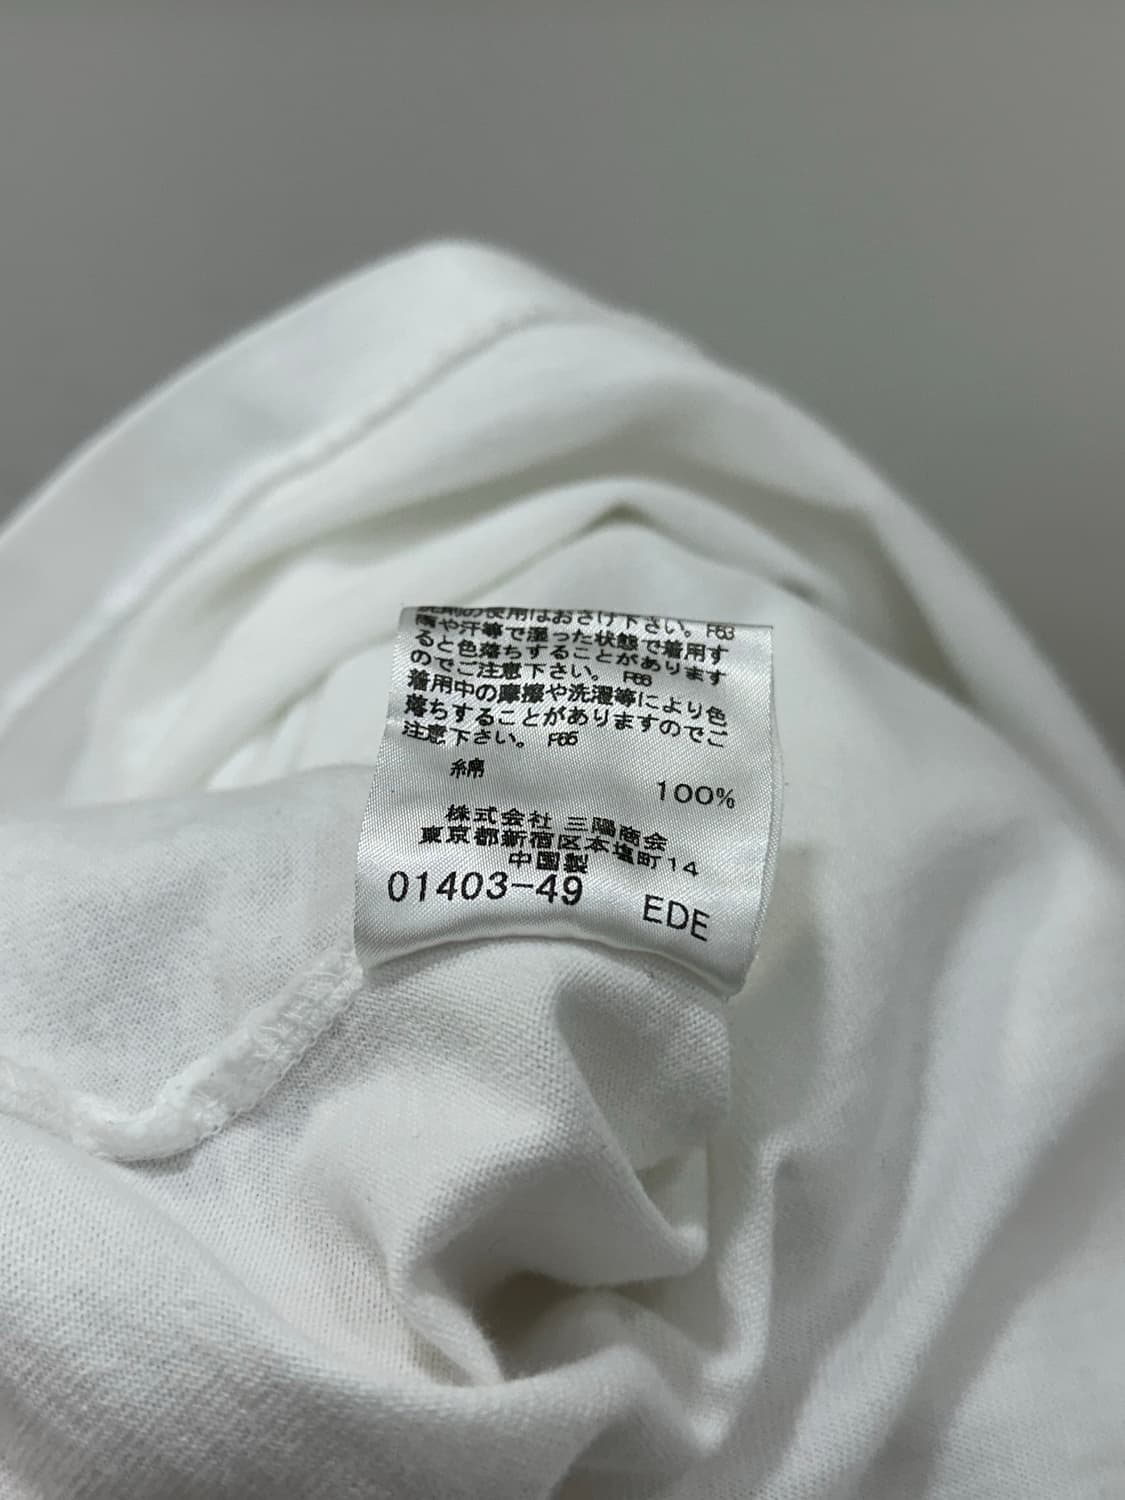 洗剤の使用はおさけ下さい。 F63
雨や汗等で湿った状態で着用す
ると色落ちすることがあります
のでご注意下さい。 F66
着用中の摩擦や洗濯等により色
落ちすることがありますのでご
注意下さい。 F65
綿
100%
株式会社 三陽商会
東京都新宿区本塩町14
中国製
01403-49 EDE